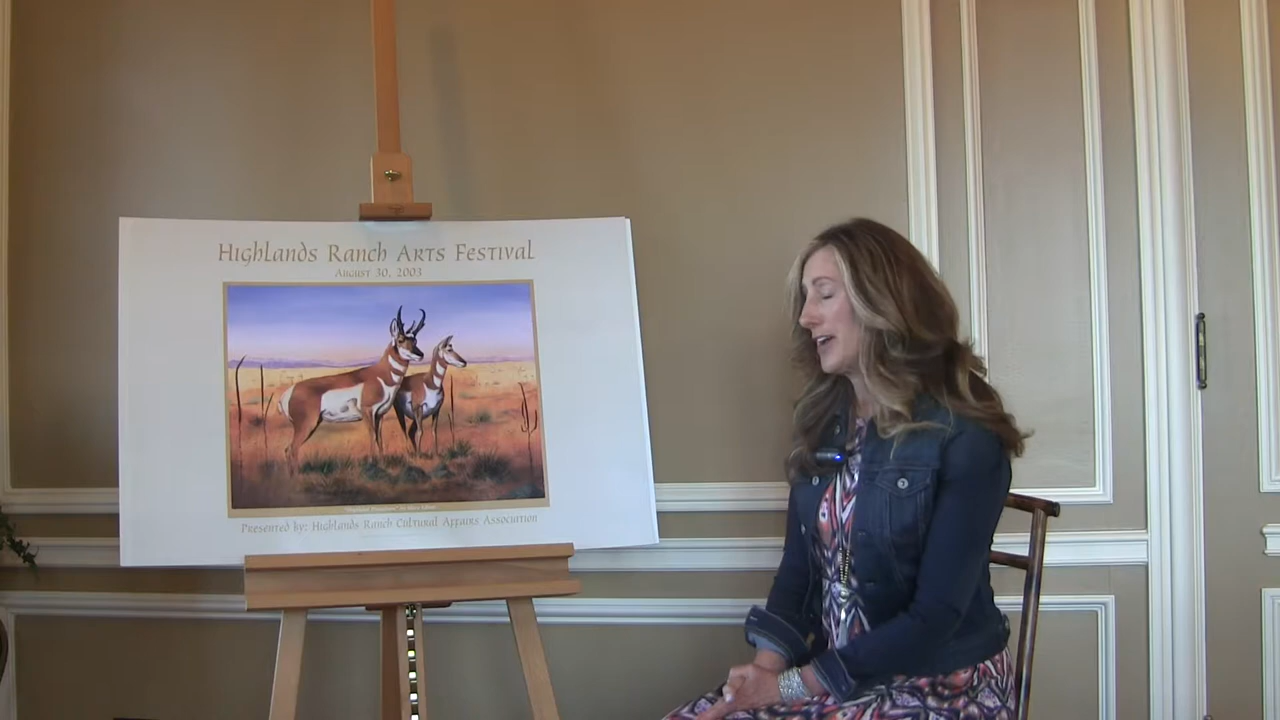 Highlands Ranch Arts Festival
August 30, 2003
Presented by: Highlands Ranch Cultural Affairs Association